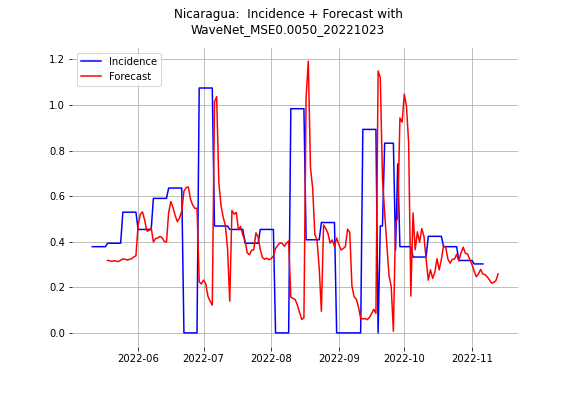 Nicaragua:  Incidence + Forecast with
WaveNet_MSE0.0050_20221023
Incidence
Forecast
1.2
1.0
0.8
0.6
0.4
0.2
0.0
2022-06 2022-07 2022-08 2022-09 2022-10 2022-11